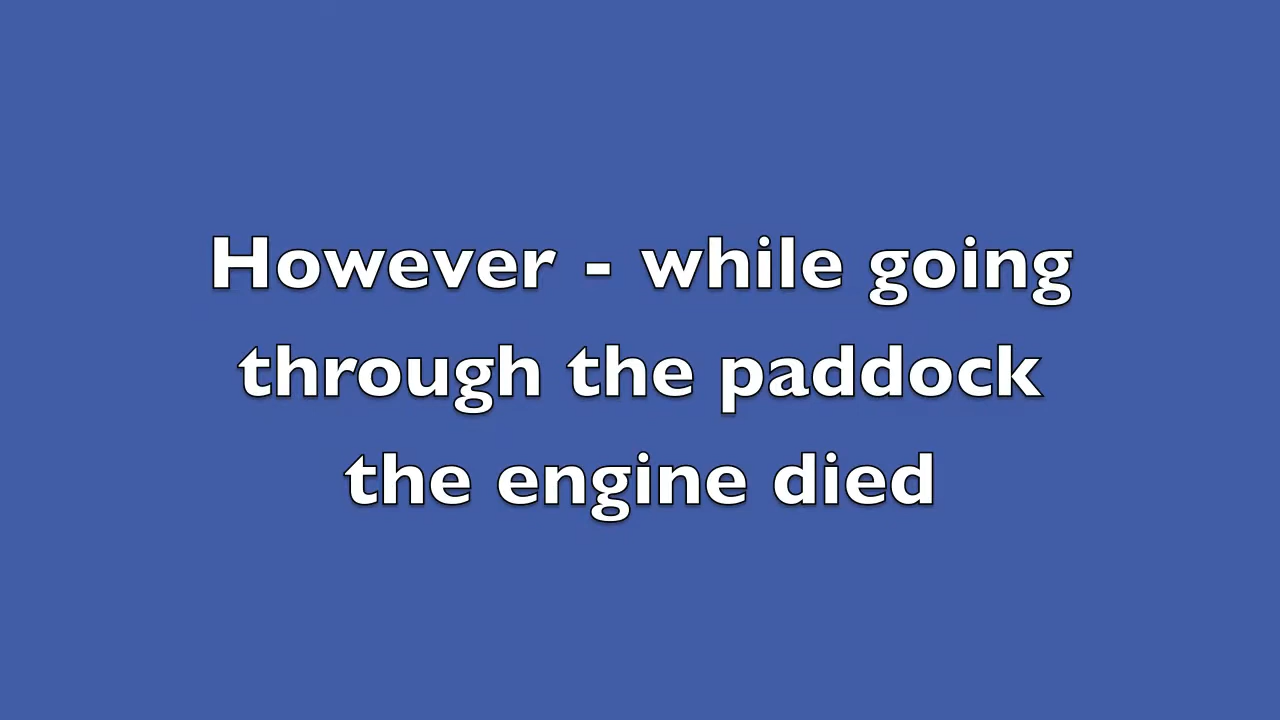 However - while going
through the paddock
the engine died